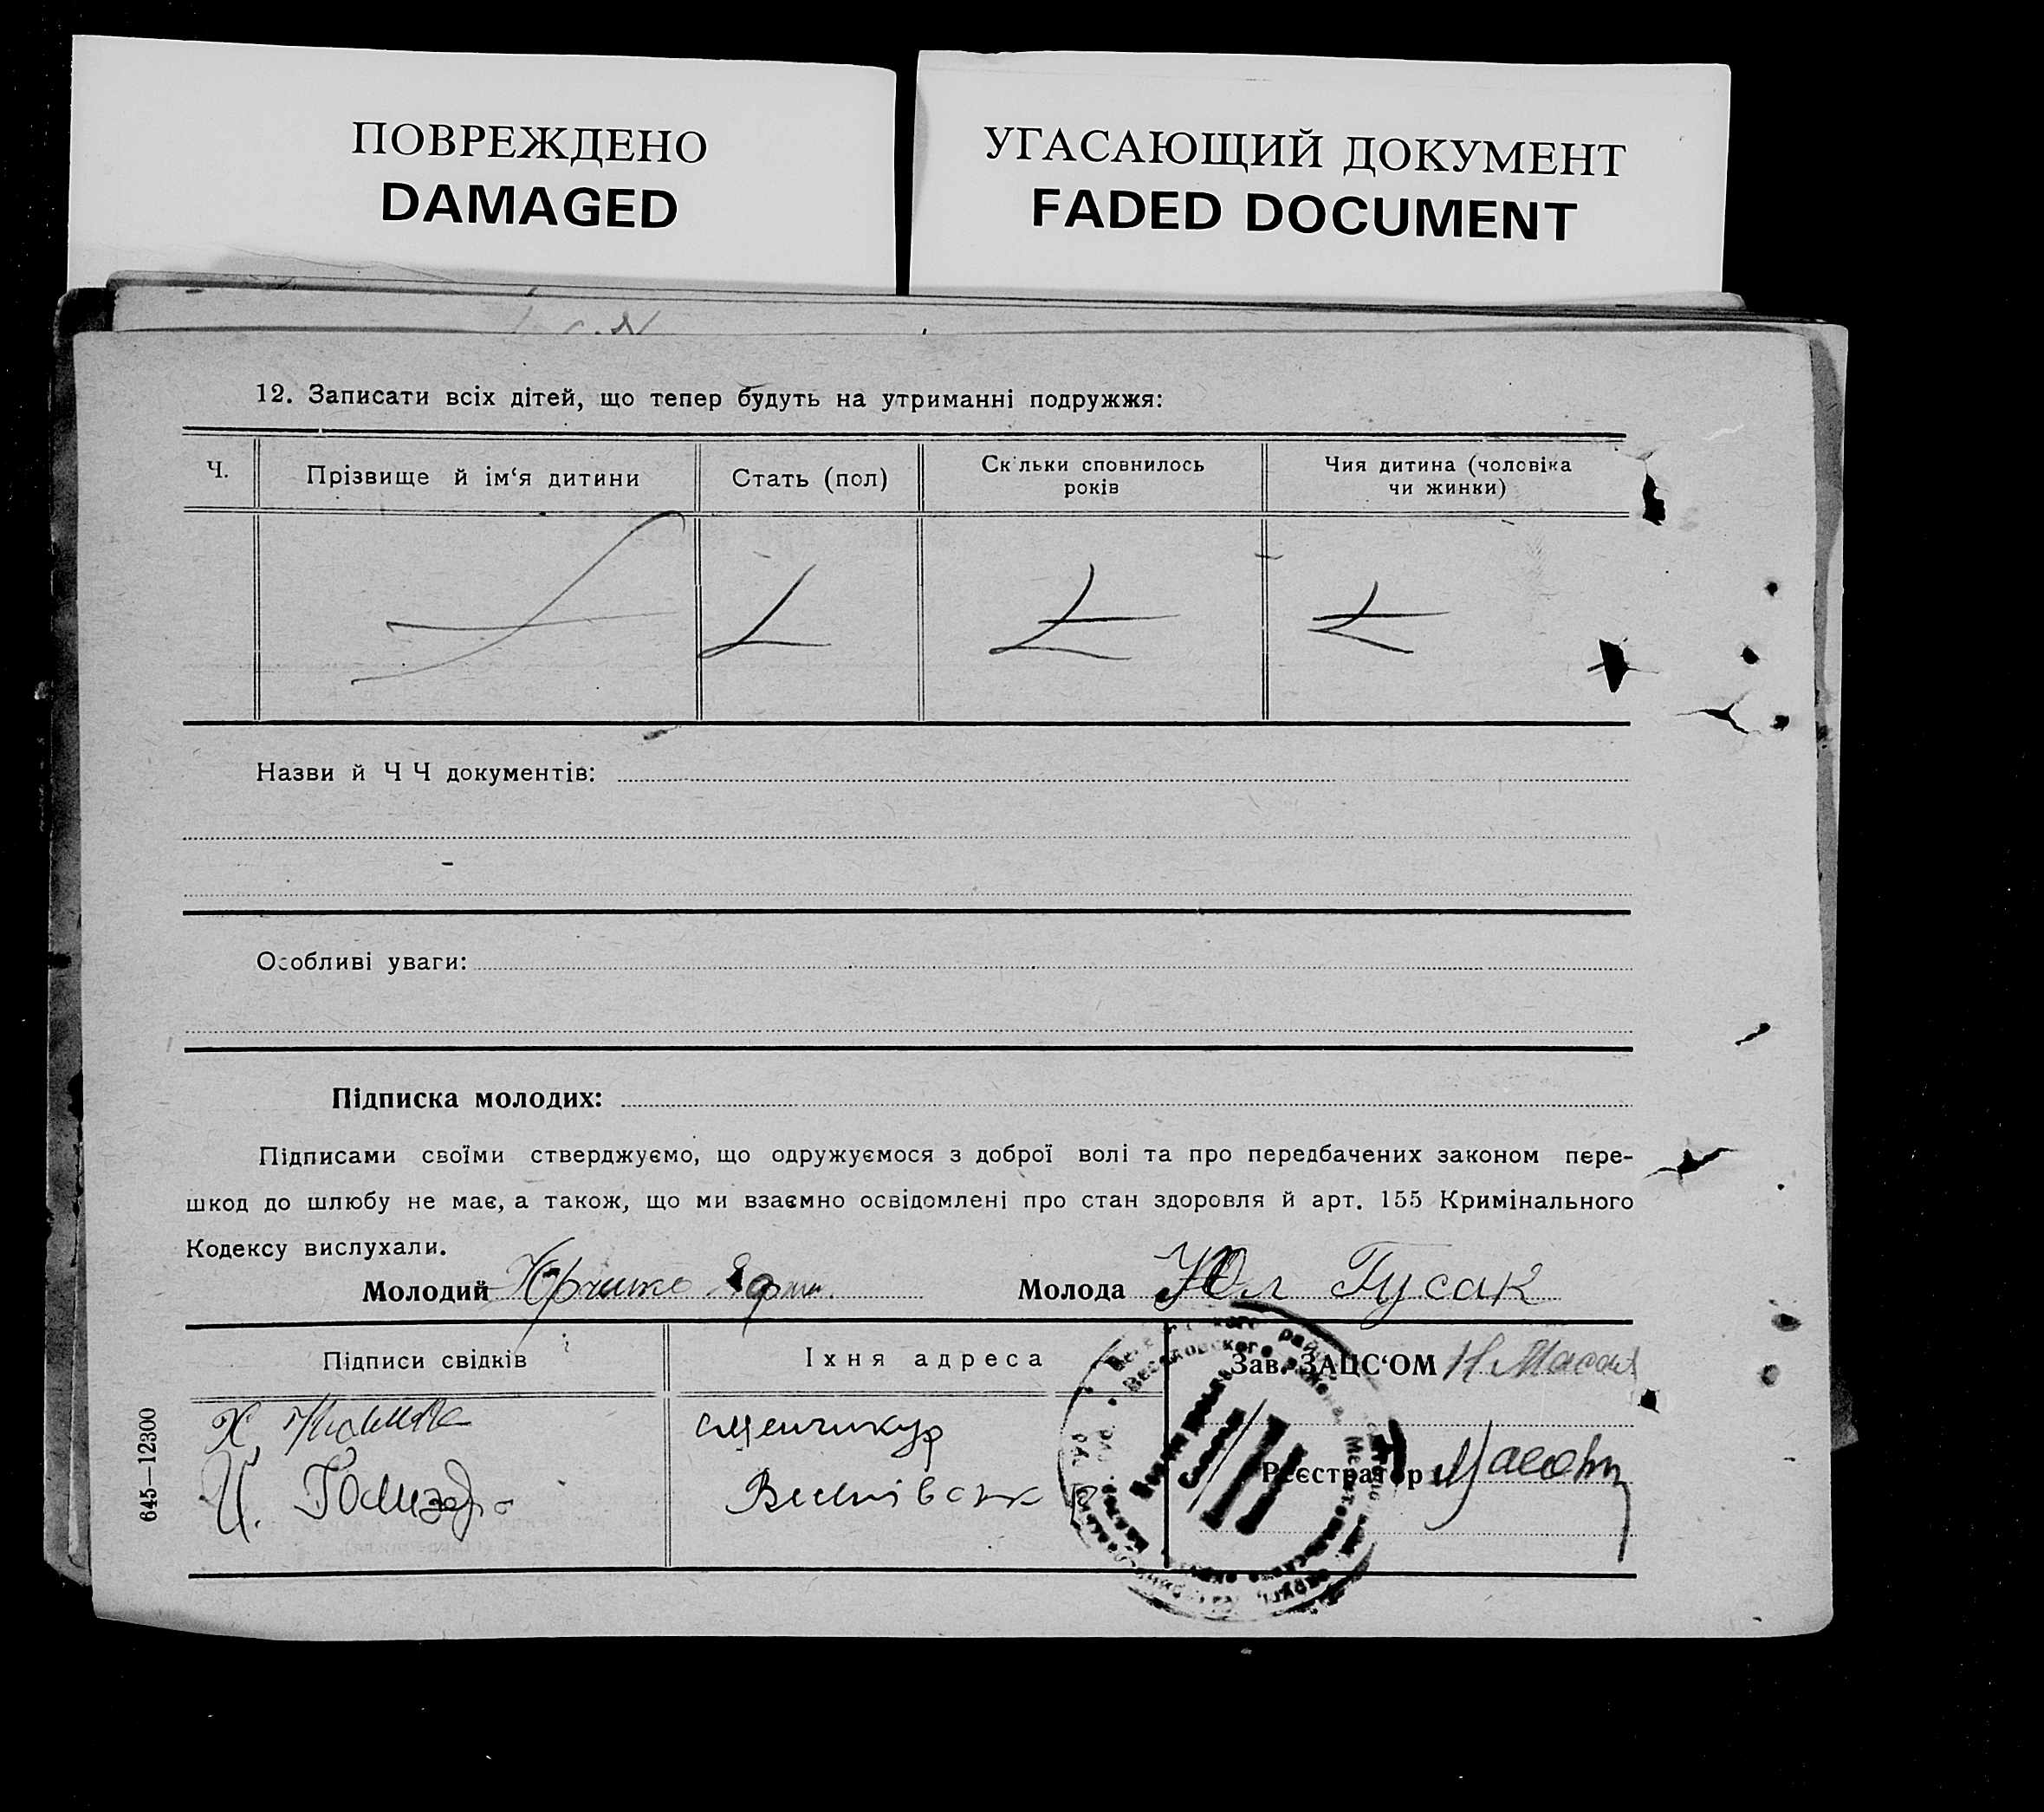 ПОВРЕЖДЕНО
DAMAGED
УГАСАЮЩИЙ ДОКУМЕНТ
FADED DOCUMENT
12. Записати всіх дітей, що тепер будуть на утриманні подружжя:
Ч.
Прізвище й ім‘я дитини
Стать (пол)
Скільки сповнилось
років
Чия дитина (чоловіка
чи жинки)
Назви й Ч Ч документів:
Особливі уваги:
Підписка молодих:
Підписами своїми стверджуємо, що одружуємося з доброї волі та про передбачених законом пере-
шкод до шлюбу не має, а також, що ми взаємно освідомлені про стан здоровля й арт. 155 Кримінального
Кодексу вислухали.
Молодий
Молода Юл Гусак
Підписи свідків
Їхня адреса
Зав. ЗАЦС‘ОМ
Х.
Реєстратор
645—12300